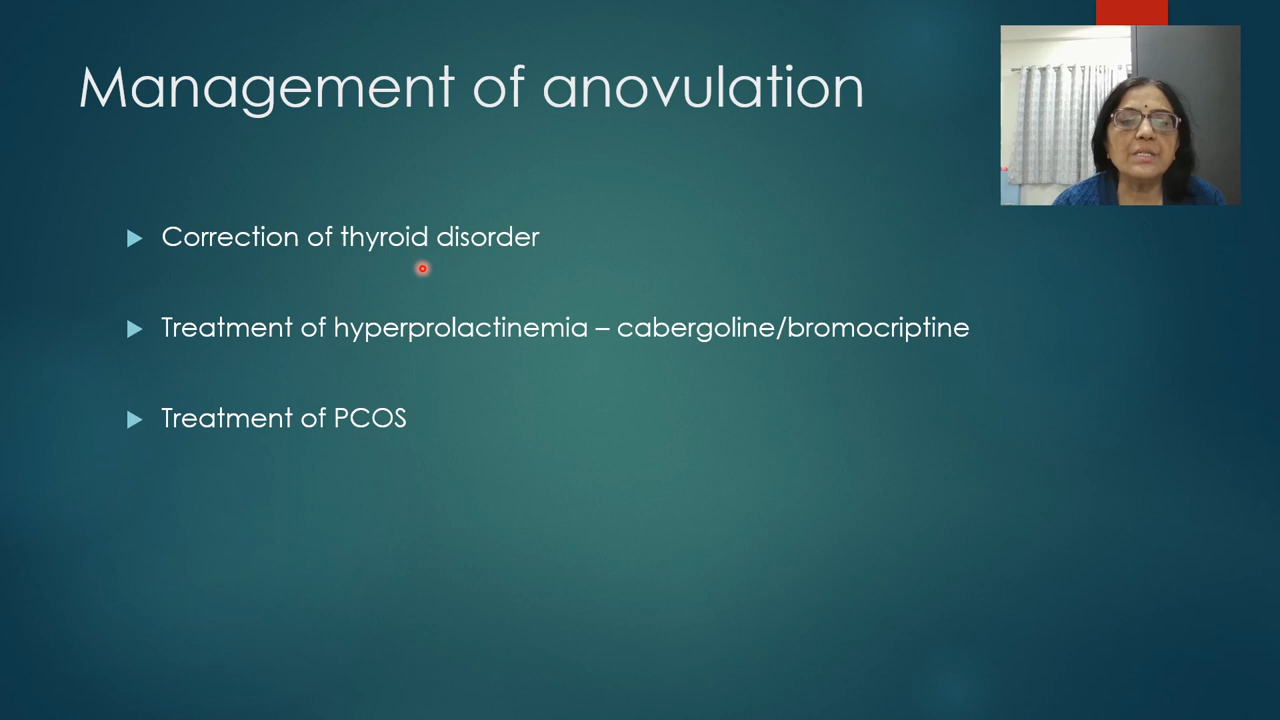 Management of anovulation
Correction of thyroid disorder
Treatment of hyperprolactinemia – cabergoline/bromocriptine
Treatment of PCOS